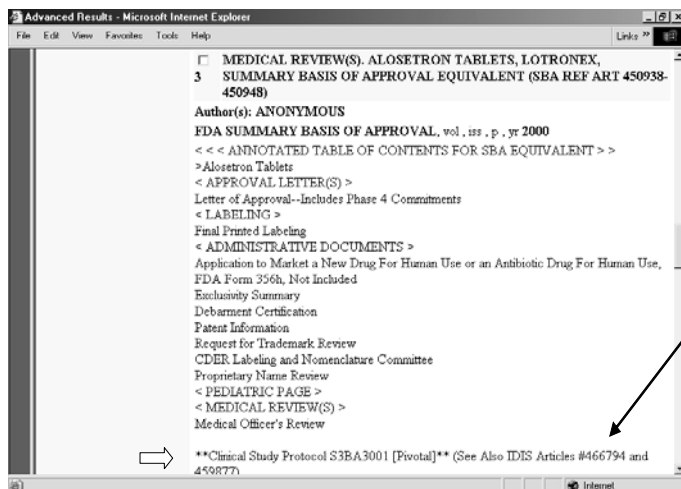 Advanced Results - Microsoft Internet Explorer
File Edit View Favorites Tools Help Links »
MEDICAL REVIEW(S). ALOSETRON TABLETS, LOTRONEX,
3 SUMMARY BASIS OF APPROVAL EQUIVALENT (SBA REF ART 450938-
450948)
Author(s): ANONYMOUS
FDA SUMMARY BASIS OF APPROVAL, vol , iss , p , yr 2000
< < < ANNOTATED TABLE OF CONTENTS FOR SBA EQUIVALENT > >
>Alosetron Tablets
< APPROVAL LETTER(S) >
Letter of Approval--Includes Phase 4 Commitments
< LABELING >
Final Printed Labeling
< ADMINISTRATIVE DOCUMENTS >
Application to Market a New Drug For Human Use or an Antibiotic Drug For Human Use,
FDA Form 356h, Not Included
Exclusivity Summary
Debarment Certification
Patent Information
Request for Trademark Review
CDER Labeling and Nomenclature Committee
Proprietary Name Review
< PEDIATRIC PAGE >
< MEDICAL REVIEW(S) >
Medical Officer's Review
**Clinical Study Protocol S3BA3001 [Pivotal]** (See Also IDIS Articles #466794 and
459877)
Internet